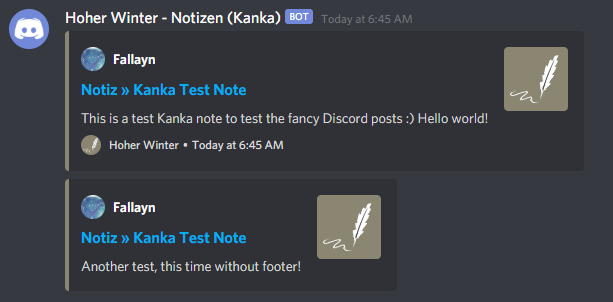 Hoher Winter - Notizen (Kanka) BOT Today at 6:45 AM
Fallayn
Notiz » Kanka Test Note
This is a test Kanka note to test the fancy Discord posts :) Hello world!
Hoher Winter • Today at 6:45 AM
Fallayn
Notiz » Kanka Test Note
Another test, this time without footer!